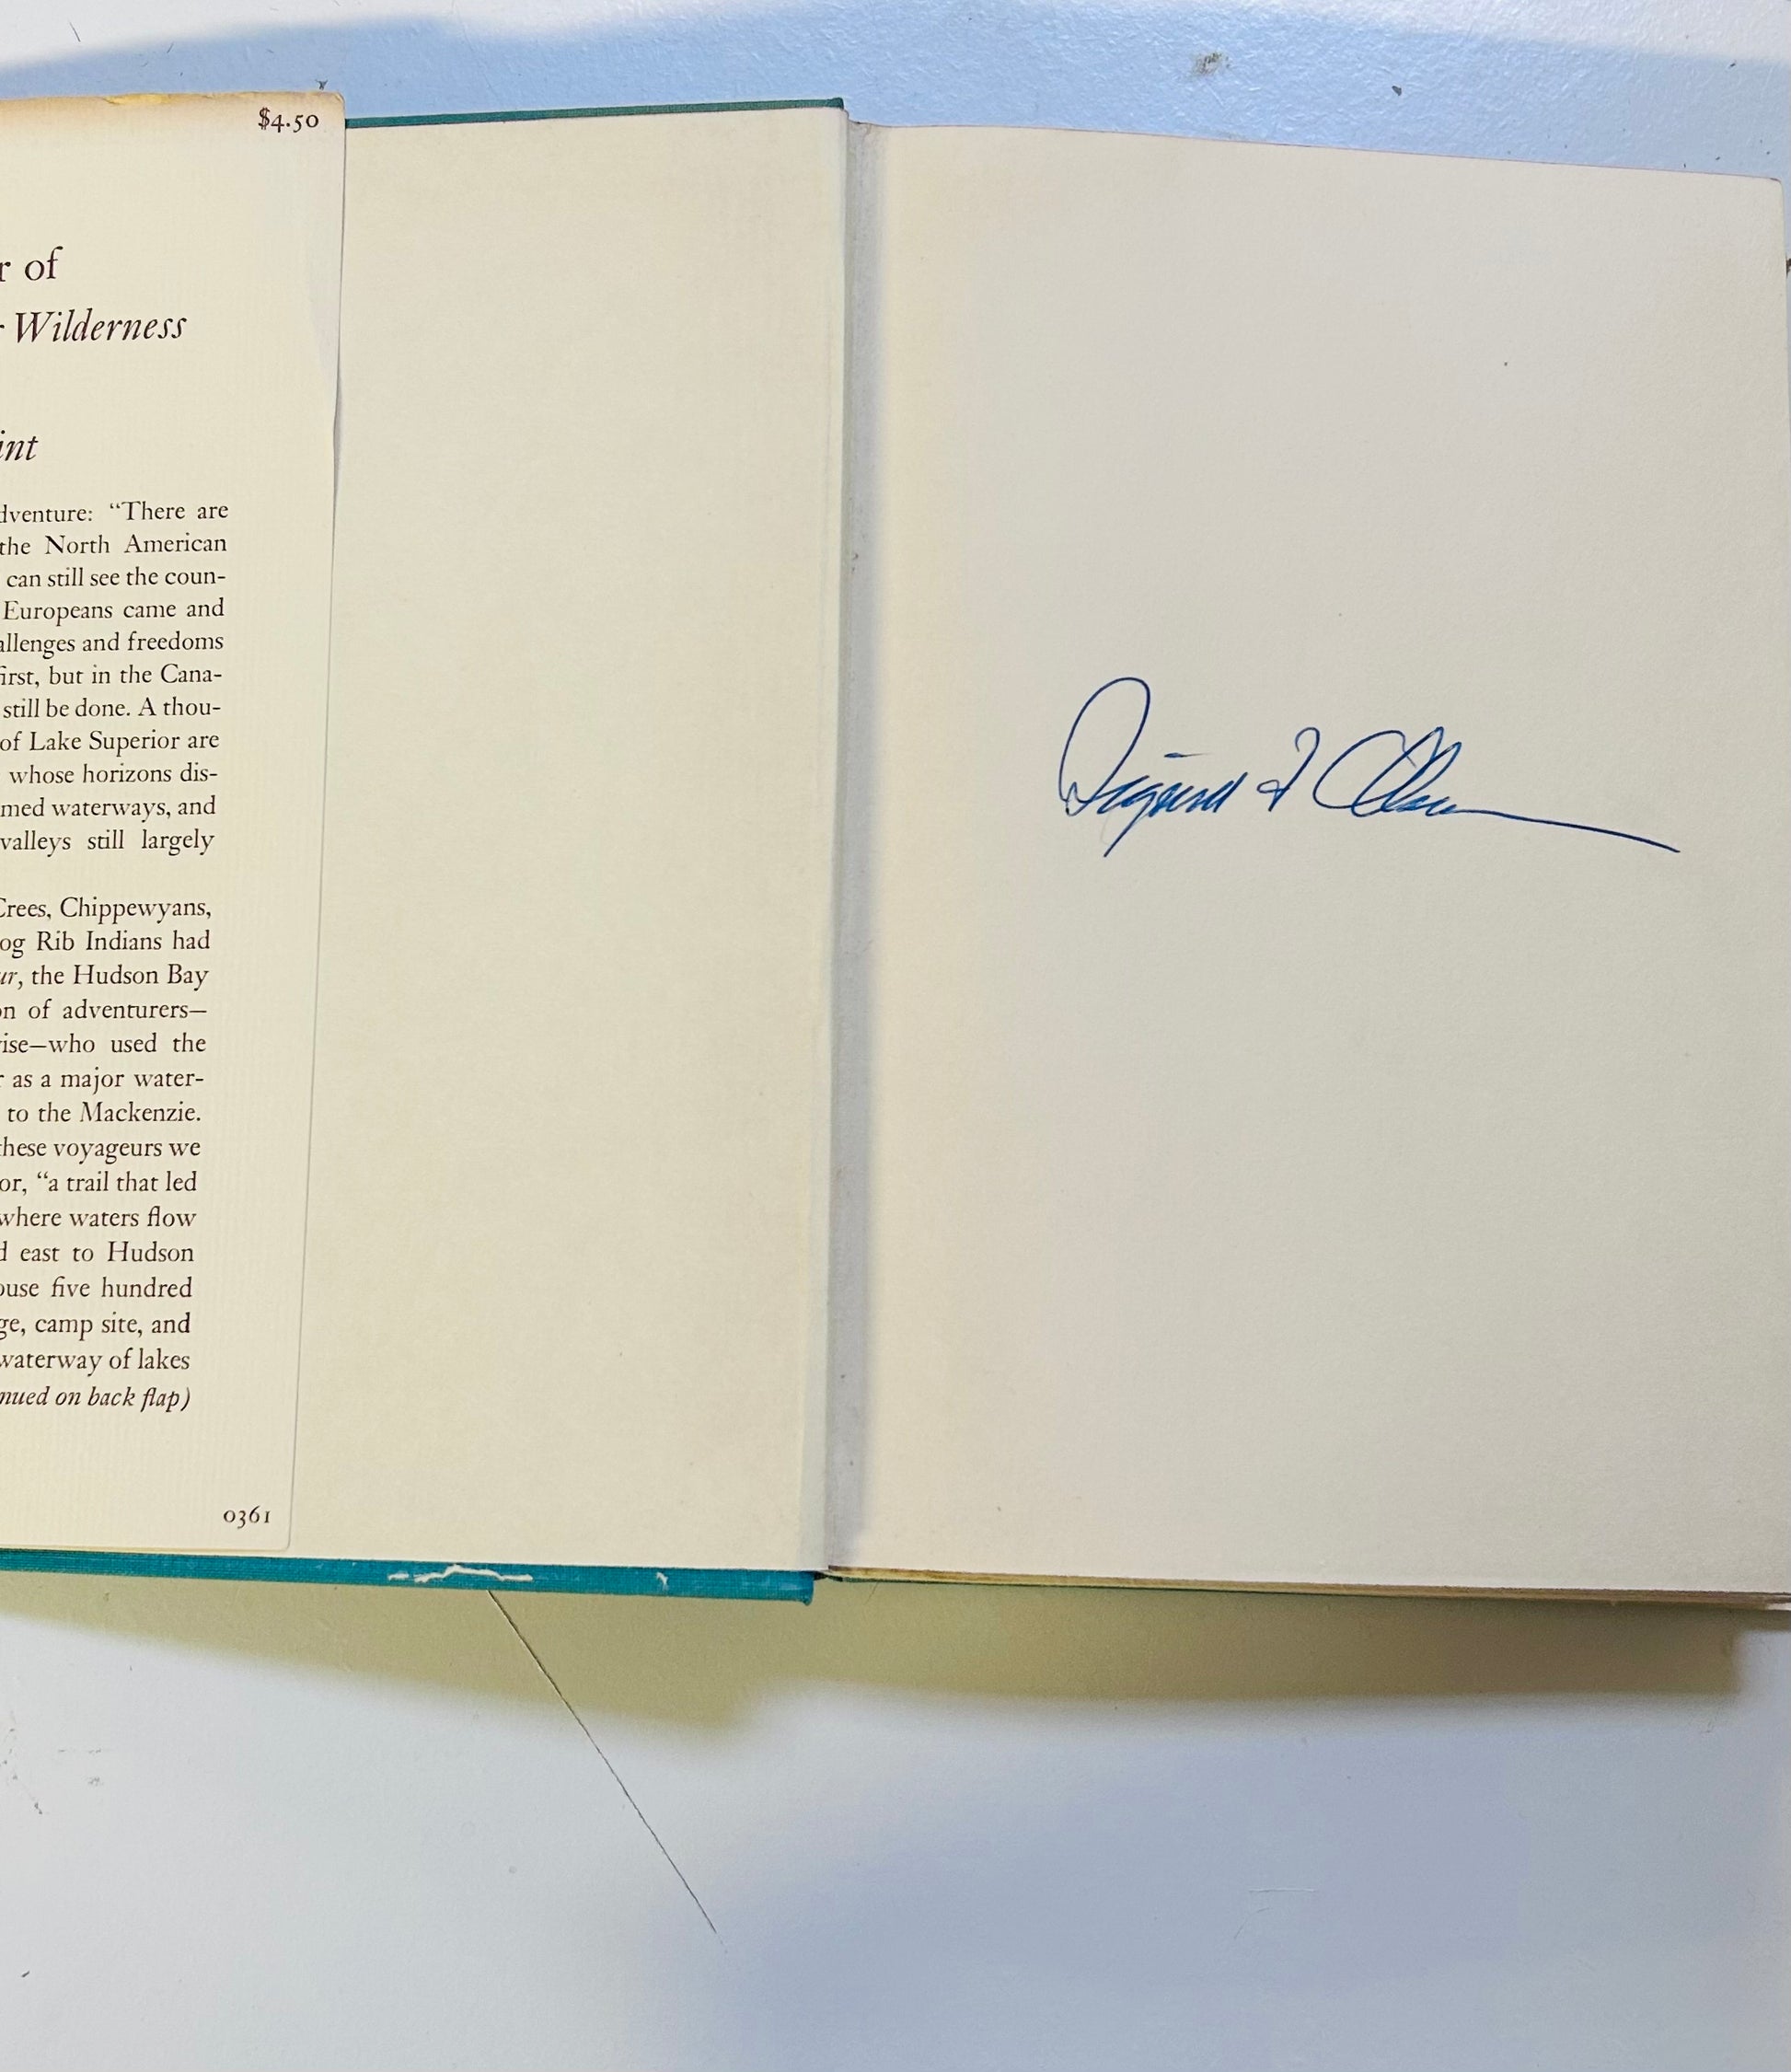 $4.50
r of
r Wilderness
int
dventure: “There are
the North American
can still see the coun-
Europeans came and
allenges and freedoms
first, but in the Cana-
still be done. A thou-
of Lake Superior are
whose horizons dis-
med waterways, and
valleys still largely
Crees, Chippewyans,
og Rib Indians had
ur, the Hudson Bay
on of adventurers—
ise—who used the
r as a major water-
to the Mackenzie.
these voyageurs we
or, “a trail that led
where waters flow
d east to Hudson
ouse five hundred
ge, camp site, and
waterway of lakes
nued on back flap)
0361
Sigurd F Olson